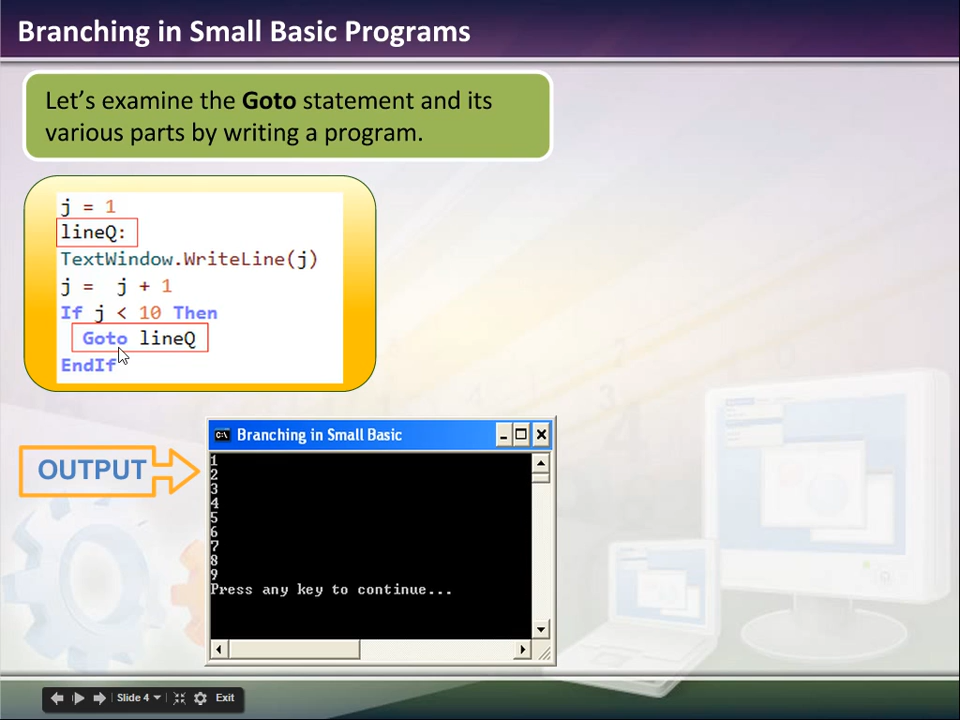 Branching in Small Basic Programs
Let's examine the Goto statement and its
various parts by writing a program.
j = 1
lineQ:
TextWindow.WriteLine(j)
j =  j + 1
If j < 10 Then
Goto lineQ
EndIf
OUTPUT
C:\ Branching in Small Basic
1
2
3
4
5
6
7
8
9
Press any key to continue...
Slide 4
Exit